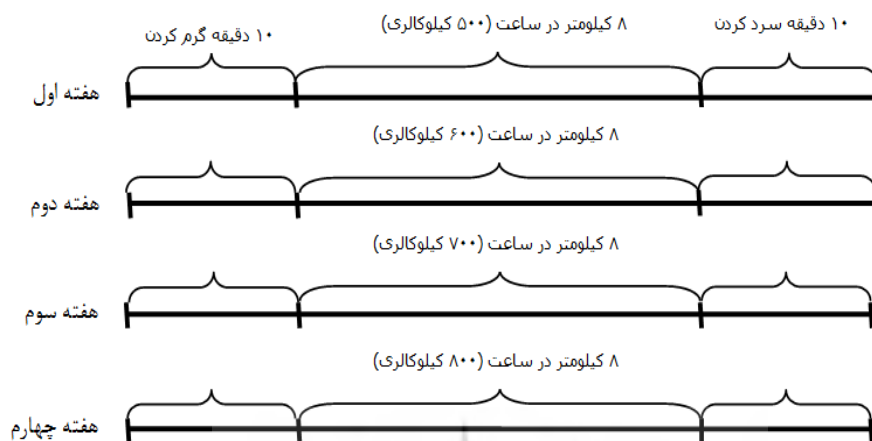 ۱۰ دقیقه گرم کردن
۸ کیلومتر در ساعت (۵۰۰ کیلوکالری)
۱۰ دقیقه سرد کردن
هفته اول
۸ کیلومتر در ساعت (۶۰۰ کیلوکالری)
هفته دوم
۸ کیلومتر در ساعت (۷۰۰ کیلوکالری)
هفته سوم
۸ کیلومتر در ساعت (۸۰۰ کیلوکالری)
هفته چهارم